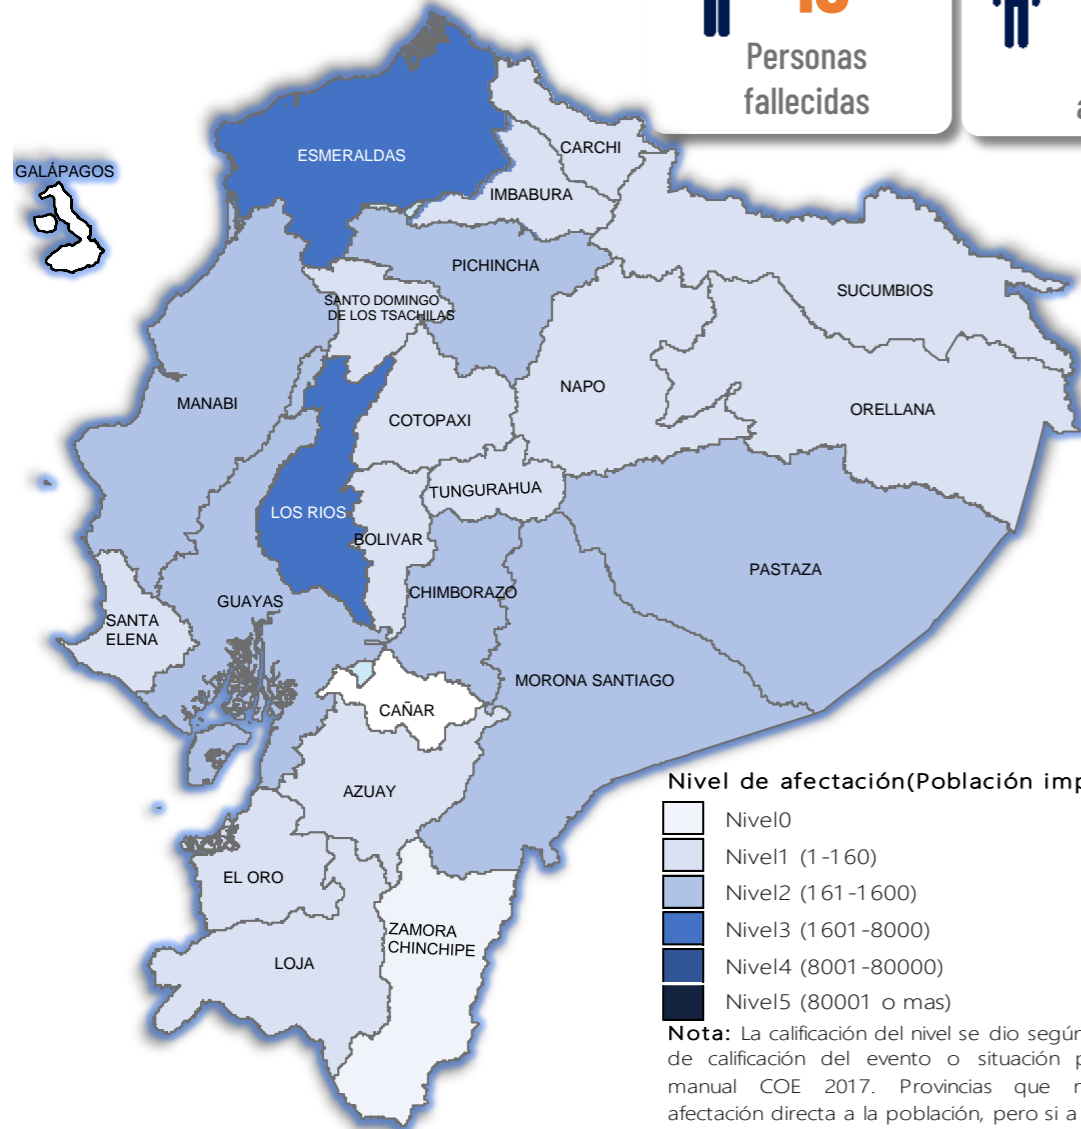 Personas
fallecidas
ESMERALDAS
CARCHI
GALÁPAGOS
IMBABURA
PICHINCHA
SUCUMBIOS
SANTO DOMINGO
DE LOS TSACHILAS
NAPO
MANABI
ORELLANA
COTOPAXI
TUNGURAHUA
LOS RIOS
BOLIVAR
PASTAZA
CHIMBORAZO
GUAYAS
SANTA
ELENA
MORONA SANTIAGO
CAÑAR
AZUAY
EL ORO
ZAMORA
CHINCHIPE
LOJA
Nivel de afectación(Población
Nivel0
Nivel1 (1-160)
Nivel2 (161-1600)
Nivel3 (1601-8000)
Nivel4 (8001-80000)
Nivel5 (80001 o mas)
Nota: La calificación del nivel se dio según
de calificación del evento o situación
manual COE 2017. Provincias que
afectación directa a la población, pero si a